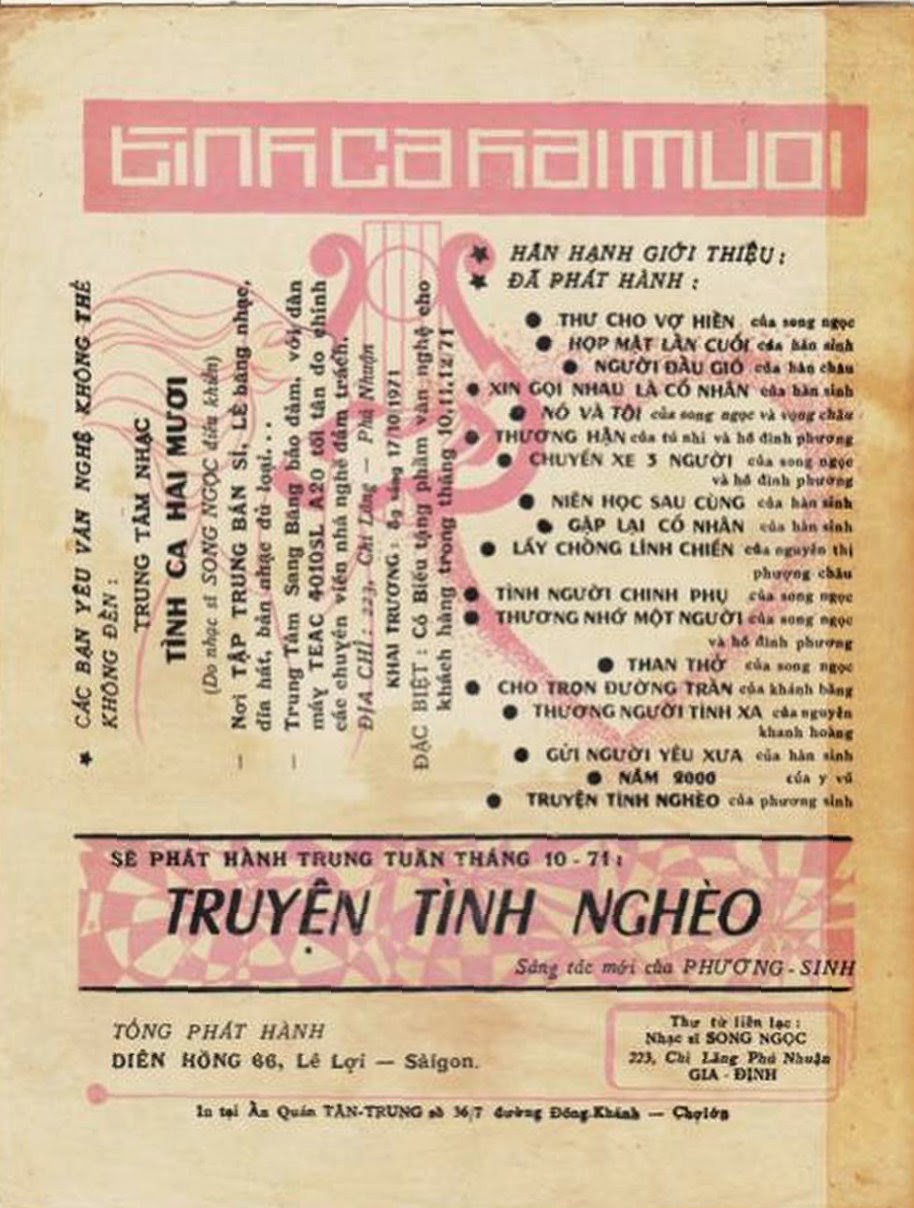 tình ca hai mươi
★ CÁC BẠN YÊU VĂN NGHỆ KHÔNG THỂ
KHÔNG ĐẾN :
TRUNG TÂM NHẠC
TÌNH CA HAI MƯƠI
(Do nhạc sĩ SONG NGỌC điều khiển)
— Nơi TẬP TRUNG BÁN SỈ, LẺ băng nhạc,
dĩa hát, bản nhạc đủ loại...
— Trung Tâm Sang Băng bảo đảm, với dàn
máy TEAC 4010SL A20 tối tân do chính
các chuyên viên nhà nghề đảm trách.
ĐỊA CHỈ : 223, Chi Lăng — Phú Nhuận
KHAI TRƯƠNG : 8g sáng 17/10/1971
ĐẶC BIỆT : Có Biếu tặng phẩm văn nghệ cho
khách hàng trong tháng 10,11,12/71
★ HÂN HẠNH GIỚI THIỆU :
★ ĐÃ PHÁT HÀNH :
● THƯ CHO VỢ HIỀN của song ngọc
● HỌP MẶT LẦN CUỐI của hàn sinh
● NGƯỜI ĐẦU GIÓ của hàn châu
● XIN GỌI NHAU LÀ CỐ NHÂN của hàn sinh
● NÓ VÀ TÔI của song ngọc và vọng châu
● THƯƠNG HẬN của tú nhi và hồ đình phương
● CHUYẾN XE 3 NGƯỜI của song ngọc
và hồ đình phương
● NIÊN HỌC SAU CÙNG của hàn sinh
● GẶP LẠI CỐ NHÂN của hàn sinh
● LẤY CHỒNG LÍNH CHIẾN của nguyễn thị
phượng châu
● TÌNH NGƯỜI CHINH PHỤ của song ngọc
● THƯƠNG NHỚ MỘT NGƯỜI của song ngọc
và hồ đình phương
● THAN THỞ của song ngọc
● CHO TRỌN ĐƯỜNG TRẦN của khánh băng
● THƯƠNG NGƯỜI TÌNH XA của nguyễn
khanh hoàng
● GỬI NGƯỜI YÊU XƯA của hàn sinh
● NĂM 2000 của y vũ
● TRUYỆN TÌNH NGHÈO của phương sinh
SẼ PHÁT HÀNH TRUNG TUẦN THÁNG 10 - 71 :
TRUYỆN TÌNH NGHÈO
Sáng tác mới của PHƯƠNG - SINH
TỔNG PHÁT HÀNH
DIÊN HỒNG 66, Lê Lợi — Sàigon.
Thư từ liên lạc :
Nhạc sĩ SONG NGỌC
223, Chi Lăng Phú Nhuận
GIA - ĐỊNH
In tại Ấn Quán TÂN-TRUNG số 36/7 đường Đồng-Khánh — Chợlớn